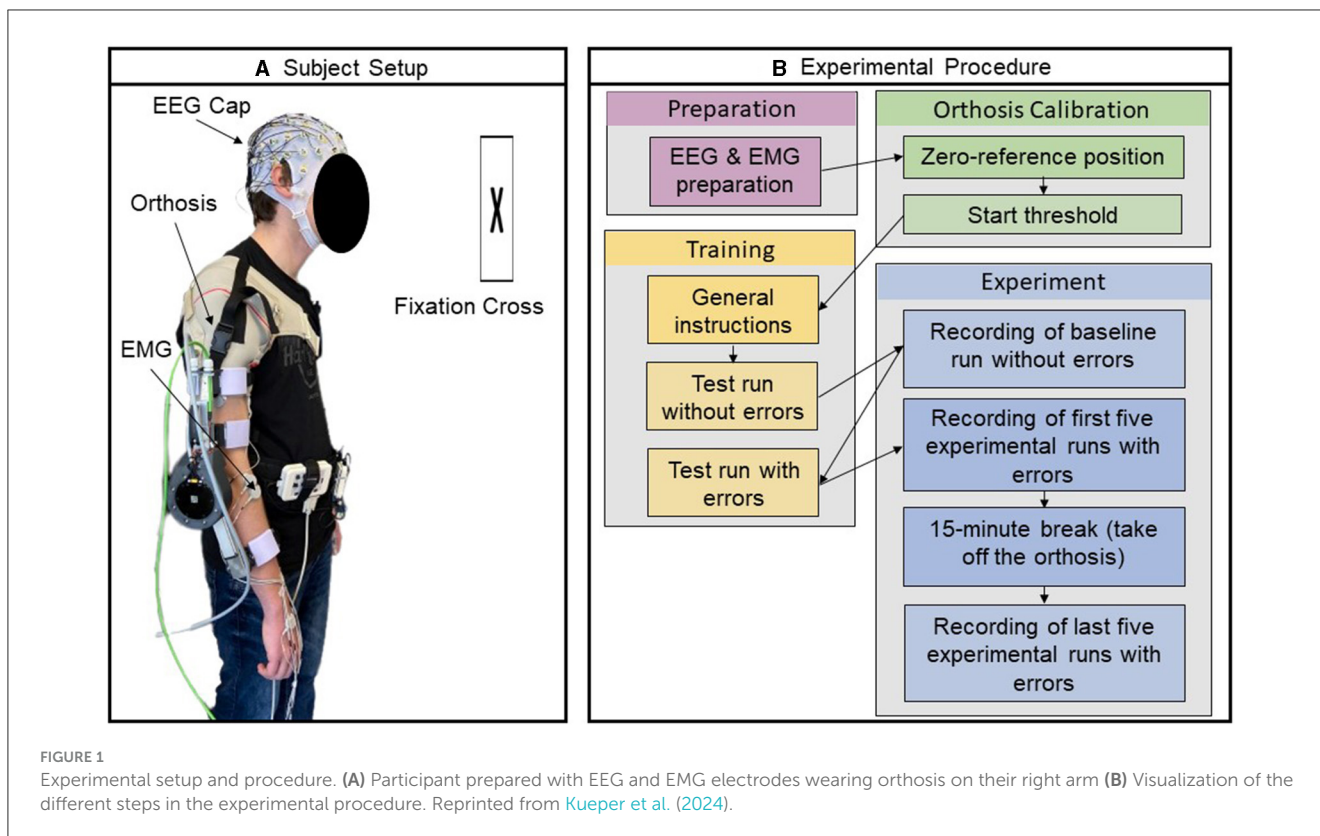 A Subject Setup
EEG Cap
Orthosis
EMG
X
Fixation Cross
B Experimental Procedure
Preparation
EEG & EMG
preparation
Orthosis Calibration
Zero-reference position
Start threshold
Training
General
instructions
Test run
without errors
Test run with
errors
Experiment
Recording of baseline
run without errors
Recording of first five
experimental runs with
errors
15-minute break (take
off the orthosis)
Recording of last five
experimental runs with
errors
FIGURE 1
Experimental setup and procedure. (A) Participant prepared with EEG and EMG electrodes wearing orthosis on their right arm (B) Visualization of the
different steps in the experimental procedure. Reprinted from Kueper et al. (2024).